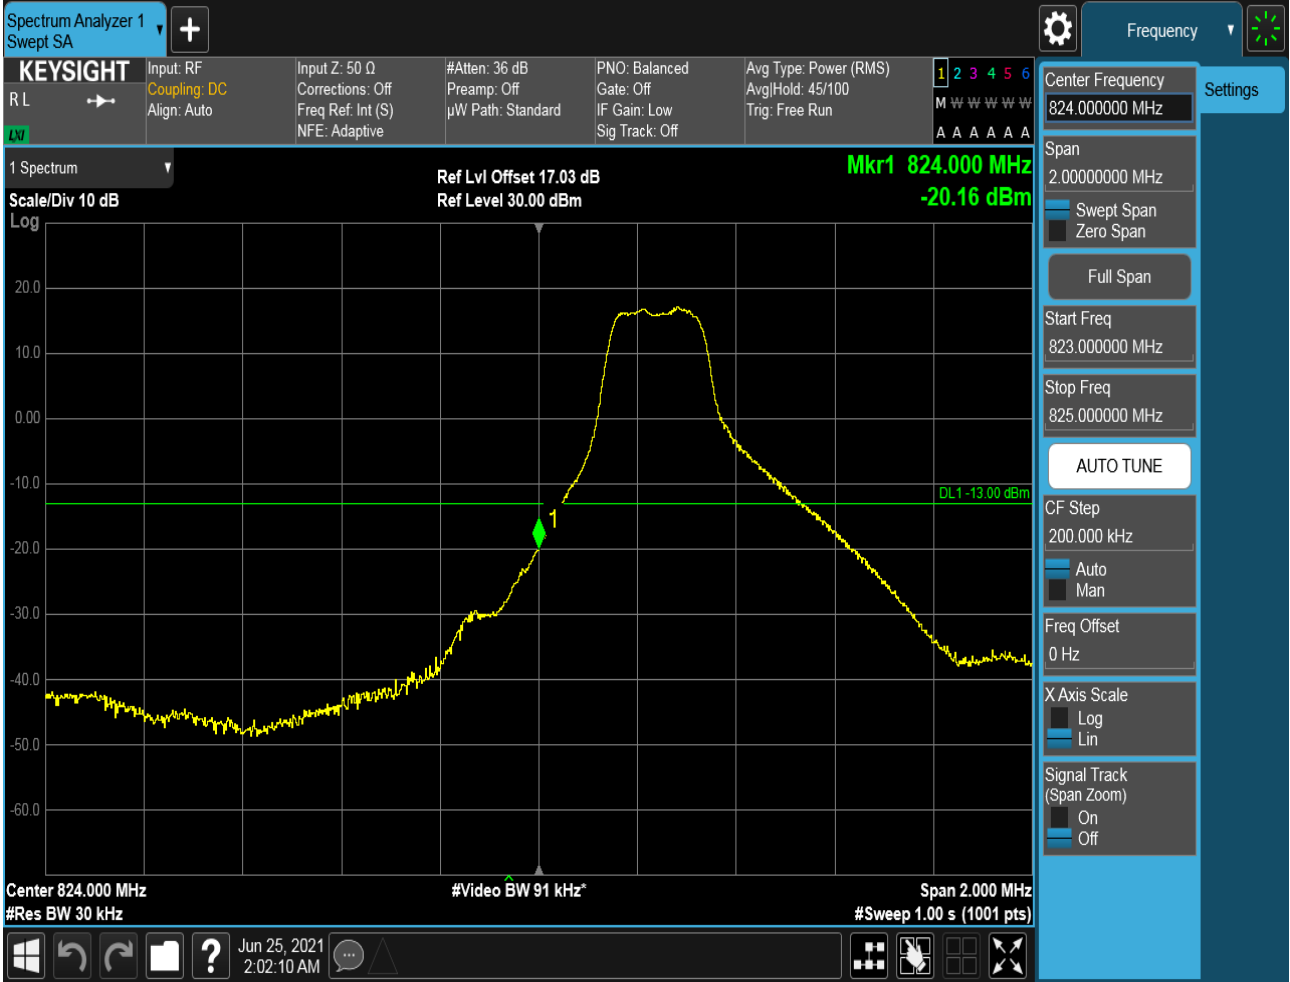 Spectrum Analyzer 1
Swept SA
Frequency
KEYSIGHT
R L
LXI
Input: RF
Coupling: DC
Align: Auto
Input Z: 50 Ω
Corrections: Off
Freq Ref: Int (S)
NFE: Adaptive
#Atten: 36 dB
Preamp: Off
µW Path: Standard
PNO: Balanced
Gate: Off
IF Gain: Low
Sig Track: Off
Avg Type: Power (RMS)
Avg|Hold: 45/100
Trig: Free Run
1 2 3 4 5 6
M W W W W W
A A A A A A
1 Spectrum
Scale/Div 10 dB
Log
Ref Lvl Offset 17.03 dB
Ref Level 30.00 dBm
Mkr1 824.000 MHz
-20.16 dBm
20.0
10.0
0.00
-10.0
-20.0
-30.0
-40.0
-50.0
-60.0
DL1 -13.00 dBm
1
Center 824.000 MHz
#Res BW 30 kHz
#Video BW 91 kHz*
Span 2.000 MHz
#Sweep 1.00 s (1001 pts)
Center Frequency
824.000000 MHz
Settings
Span
2.00000000 MHz
Swept Span
Zero Span
Full Span
Start Freq
823.000000 MHz
Stop Freq
825.000000 MHz
AUTO TUNE
CF Step
200.000 kHz
Auto
Man
Freq Offset
0 Hz
X Axis Scale
Log
Lin
Signal Track
(Span Zoom)
On
Off
?
Jun 25, 2021
2:02:10 AM